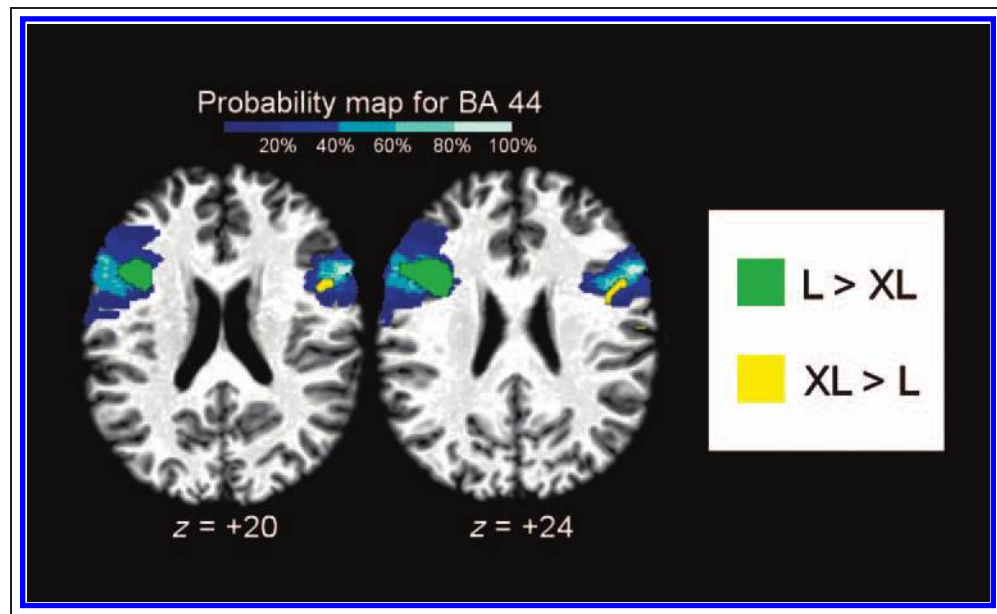 Probability map for BA 44
20% 40% 60% 80% 100%
L > XL
XL > L
z = +20 z = +24